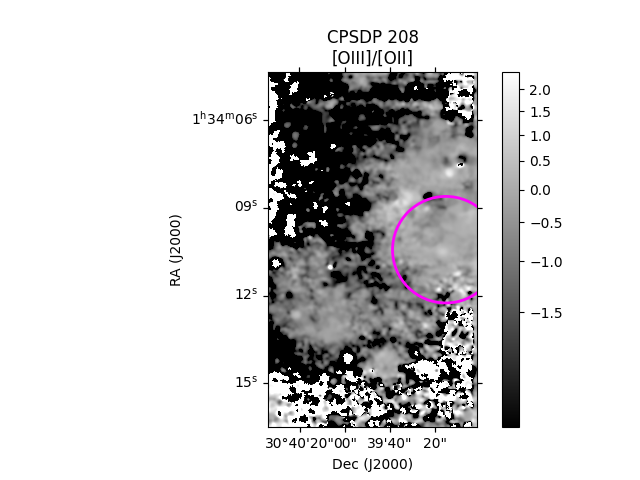 CPSDP 208
[OIII]/[OII]
1ʰ34ᵐ06ˢ
09ˢ
12ˢ
15ˢ
RA (J2000)
30°40'20"00" 39'40" 20"
Dec (J2000)
2.0
1.5
1.0
0.5
0.0
−0.5
−1.0
−1.5